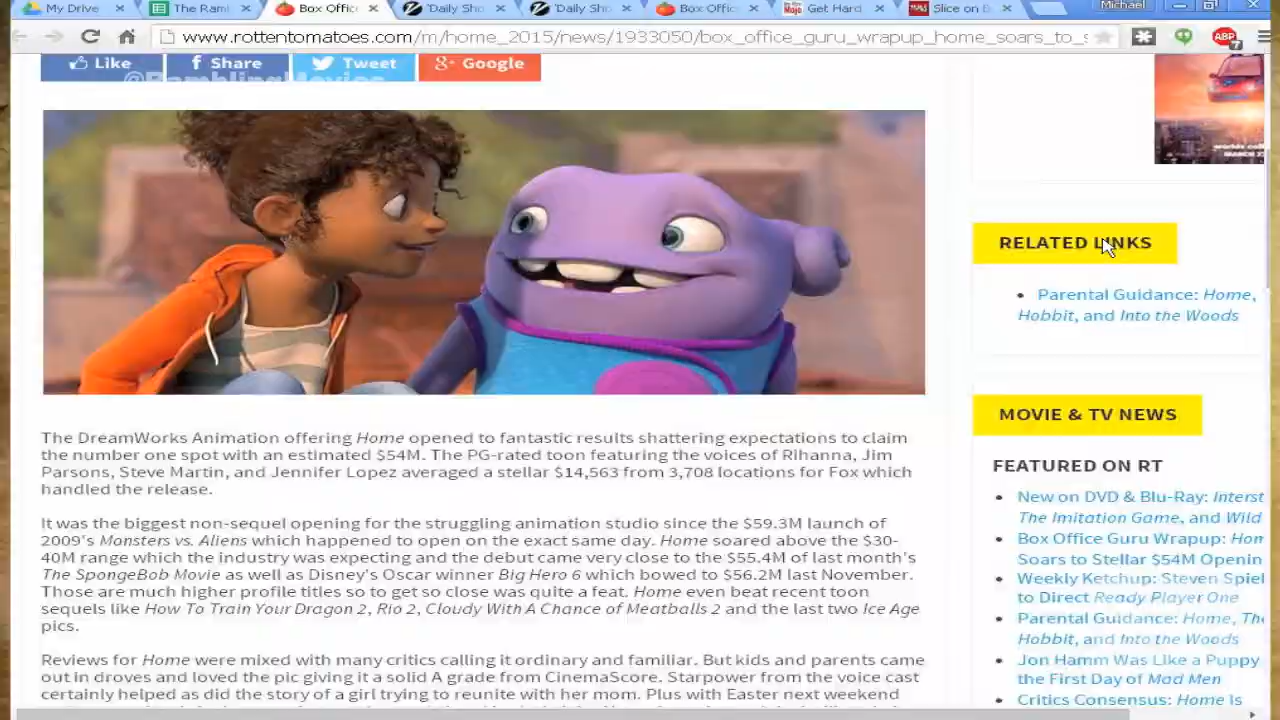 My Drive
The Ram
Box Offic
'Daily Sho
'Daily Sho
Box Offic
Get Hard
Slice on B
Michael
www.rottentomatoes.com/m/home_2015/news/1933050/box_office_guru_wrapup_home_soars_to_s
ABP
7
Like
Share
Tweet
g+ Google
@RamblingMovies
MARCH 27
RELATED LINKS
Parental Guidance: Home,
Hobbit, and Into the Woods
MOVIE & TV NEWS
FEATURED ON RT
New on DVD & Blu-Ray: Interst
The Imitation Game, and Wild
Box Office Guru Wrapup: Hom
Soars to Stellar $54M Openin
Weekly Ketchup: Steven Spiel
to Direct Ready Player One
Parental Guidance: Home, The
Hobbit, and Into the Woods
Jon Hamm Was Like a Puppy
the First Day of Mad Men
Critics Consensus: Home Is
The DreamWorks Animation offering Home opened to fantastic results shattering expectations to claim
the number one spot with an estimated $54M. The PG-rated toon featuring the voices of Rihanna, Jim
Parsons, Steve Martin, and Jennifer Lopez averaged a stellar $14,563 from 3,708 locations for Fox which
handled the release.
It was the biggest non-sequel opening for the struggling animation studio since the $59.3M launch of
2009's Monsters vs. Aliens which happened to open on the exact same day. Home soared above the $30-
40M range which the industry was expecting and the debut came very close to the $55.4M of last month's
The SpongeBob Movie as well as Disney's Oscar winner Big Hero 6 which bowed to $56.2M last November.
Those are much higher profile titles so to get so close was quite a feat. Home even beat recent toon
sequels like How To Train Your Dragon 2, Rio 2, Cloudy With A Chance of Meatballs 2 and the last two Ice Age
pics.
Reviews for Home were mixed with many critics calling it ordinary and familiar. But kids and parents came
out in droves and loved the pic giving it a solid A grade from CinemaScore. Starpower from the voice cast
certainly helped as did the story of a girl trying to reunite with her mom. Plus with Easter next weekend